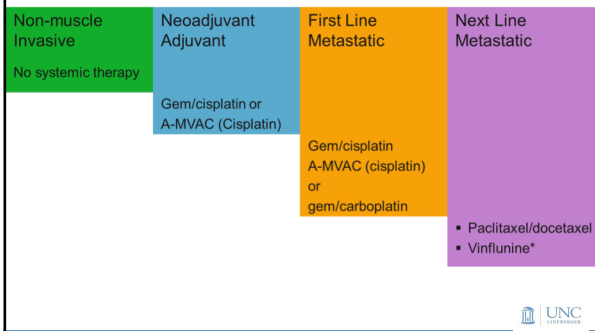 Non-muscle
Invasive
No systemic therapy
Neoadjuvant
Adjuvant
Gem/cisplatin or
A-MVAC (Cisplatin)
First Line
Metastatic
Gem/cisplatin
A-MVAC (cisplatin)
or
gem/carboplatin
Next Line
Metastatic
▪ Paclitaxel/docetaxel
▪ Vinflunine*
UNC
LINEBERGER